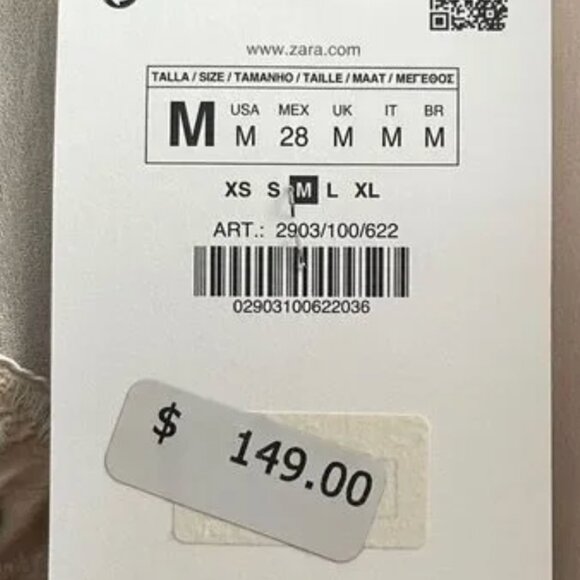 www.zara.com
TALLA / SIZE / TAMANHO / TAILLE / MAAT / ΜΕΓΕΘΟΣ
M
USA MEX UK IT BR
M 28 M M M
XS S M L XL
ART.: 2903/100/622
02903100622036
$ 149.00